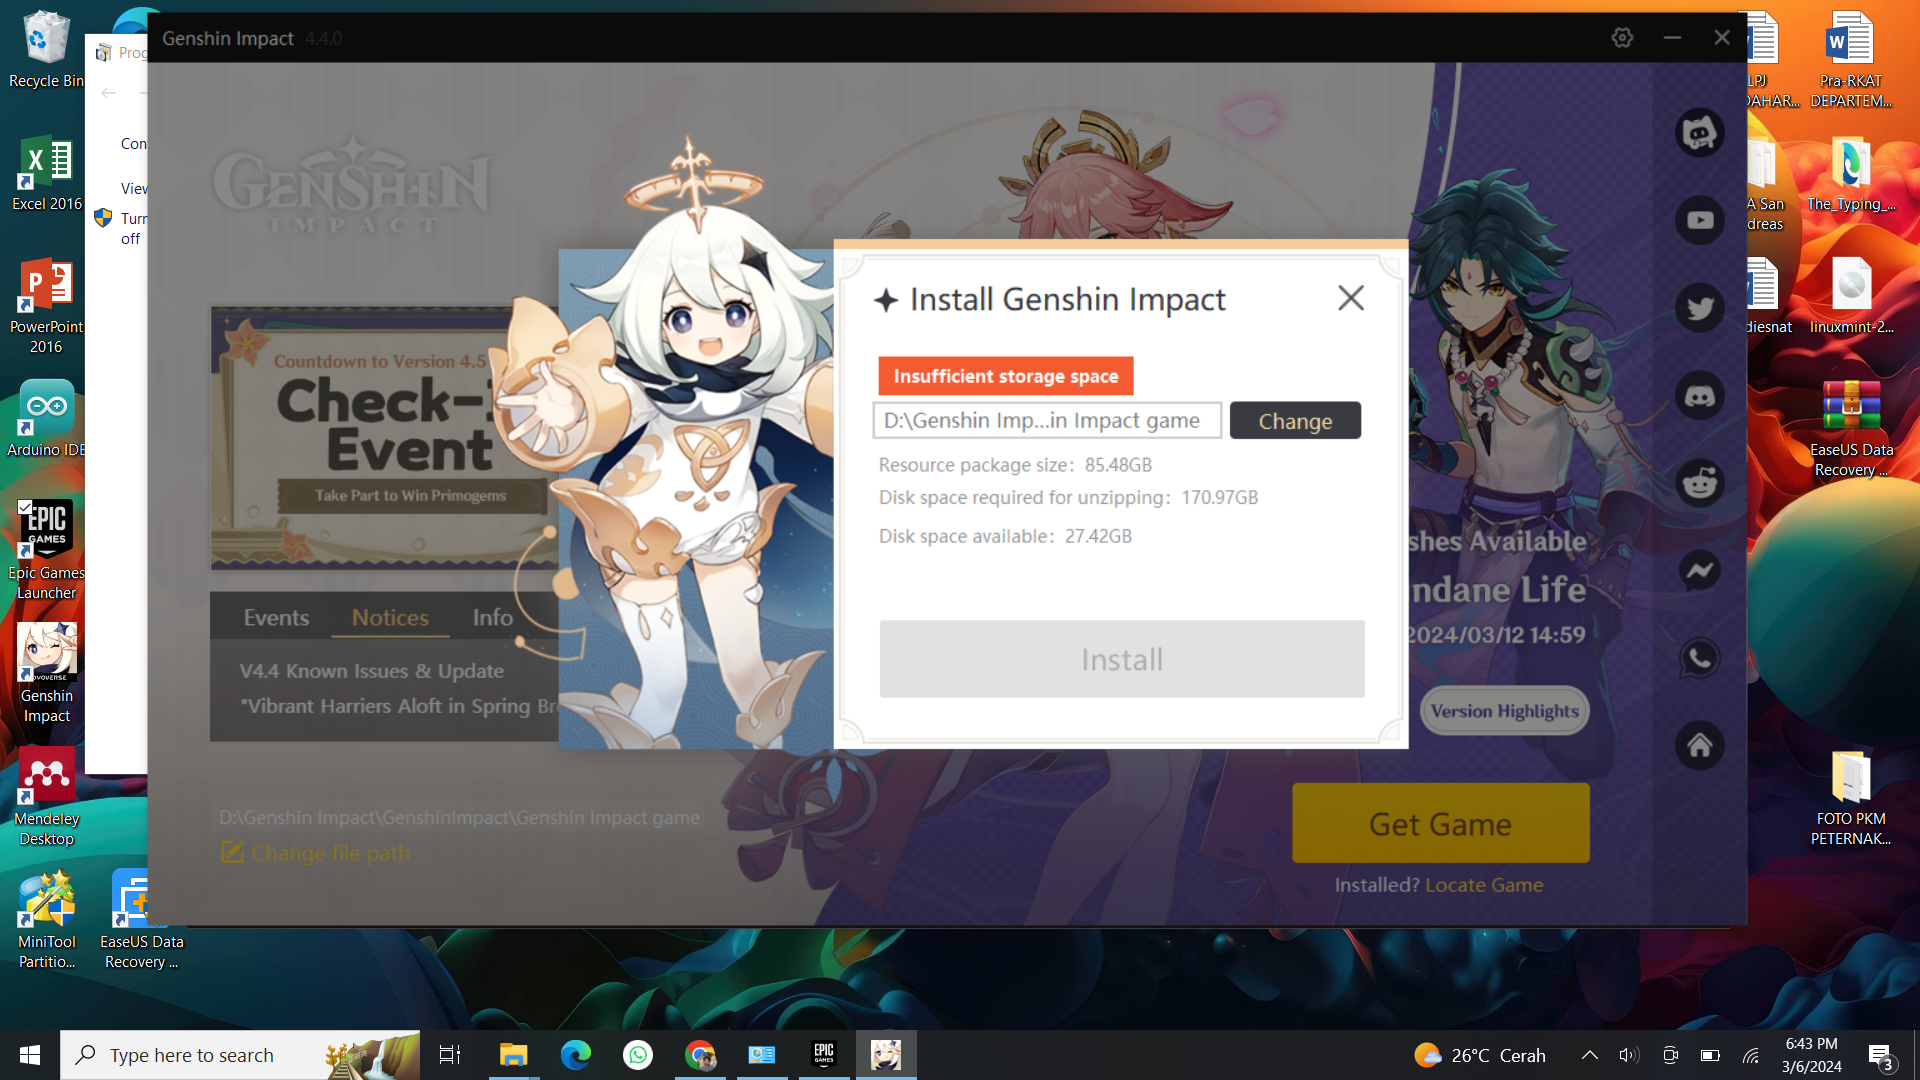 Recycle Bin
Excel 2016
PowerPoint
2016
Arduino IDE
EPIC
GAMES
Epic Games
Launcher
Genshin
Impact
Mendeley
Desktop
MiniTool
Partitio...
EaseUS Data
Recovery ...
Prog
Con
View
Turn
off
Genshin Impact 4.4.0
GENSHIN
IMPACT
Countdown to Version 4.5
Check-I
Event
Take Part to Win Primogems
Events Notices Info
V4.4 Known Issues & Update
"Vibrant Harriers Aloft in Spring Br
D:\Genshin Impact\GenshinImpact\Genshin Impact game
Change file path
Install Genshin Impact
Insufficient storage space
D:\Genshin Imp...in Impact game
Change
Resource package size: 85.48GB
Disk space required for unzipping: 170.97GB
Disk space available: 27.42GB
Install
shes Available
ndane Life
2024/03/12 14:59
Version Highlights
Get Game
Installed? Locate Game
LPJ
DAHAR...
Pra-RKAT
DEPARTEM...
A San
dreas
The_Typing_...
diesnat
linuxmint-2...
EaseUS Data
Recovery ...
FOTO PKM
PETERNAK...
Type here to search
EPIC
GAMES
26°C Cerah
6:43 PM
3/6/2024
3